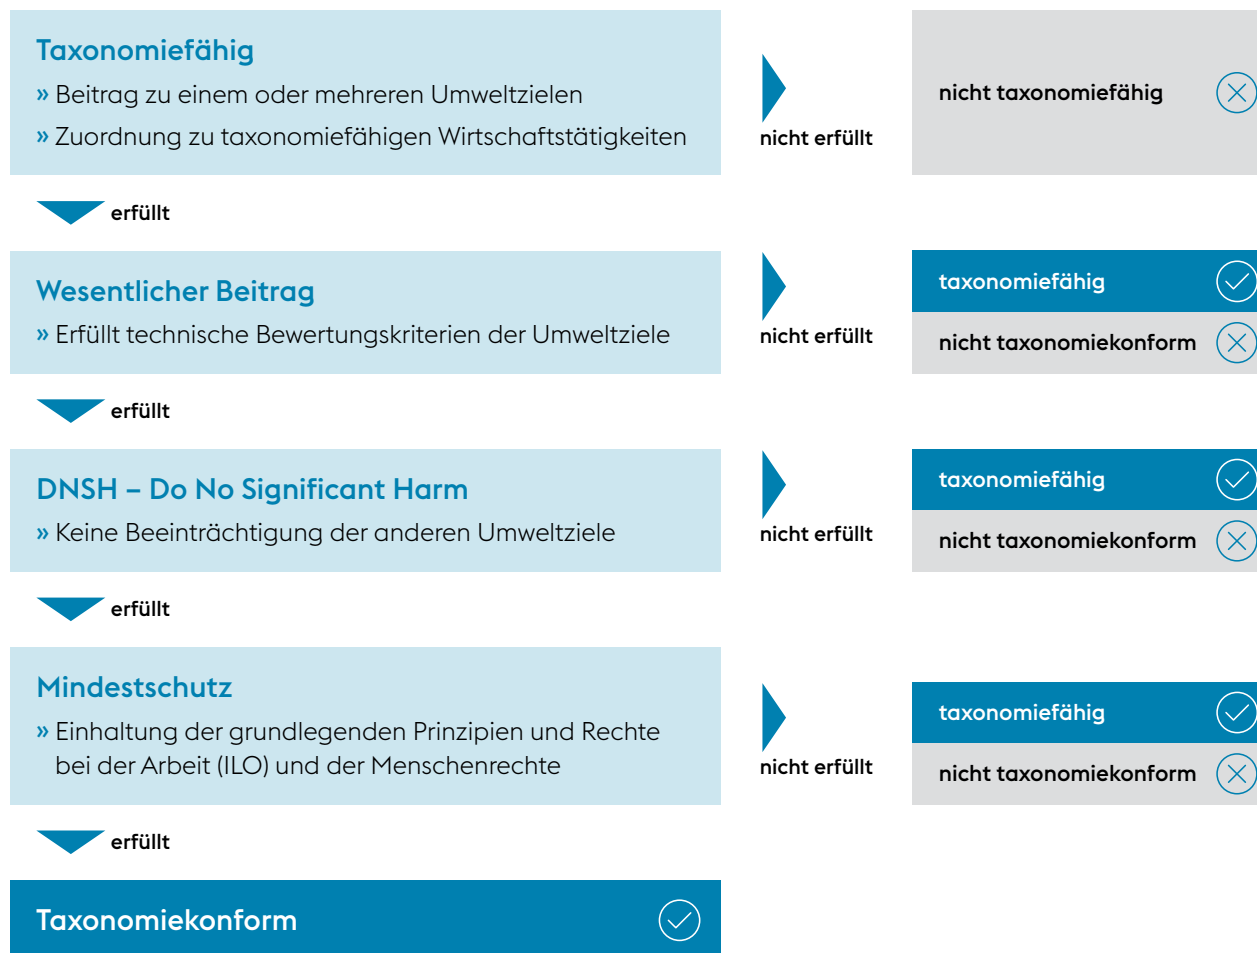 Taxonomiefähig
» Beitrag zu einem oder mehreren Umweltzielen
» Zuordnung zu taxonomiefähigen Wirtschaftstätigkeiten
nicht erfüllt
nicht taxonomiefähig
erfüllt
Wesentlicher Beitrag
» Erfüllt technische Bewertungskriterien der Umweltziele
nicht erfüllt
taxonomiefähig
nicht taxonomiekonform
erfüllt
DNSH – Do No Significant Harm
» Keine Beeinträchtigung der anderen Umweltziele
nicht erfüllt
taxonomiefähig
nicht taxonomiekonform
erfüllt
Mindestschutz
» Einhaltung der grundlegenden Prinzipien und Rechte
bei der Arbeit (ILO) und der Menschenrechte
nicht erfüllt
taxonomiefähig
nicht taxonomiekonform
erfüllt
Taxonomiekonform